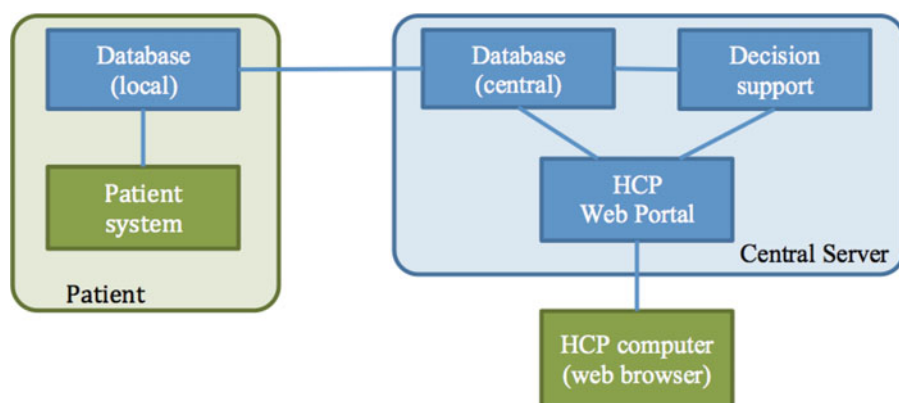 Database
(local)
Database
(central)
Decision
support
Patient
system
HCP
Web Portal
Central Server
Patient
HCP computer
(web browser)